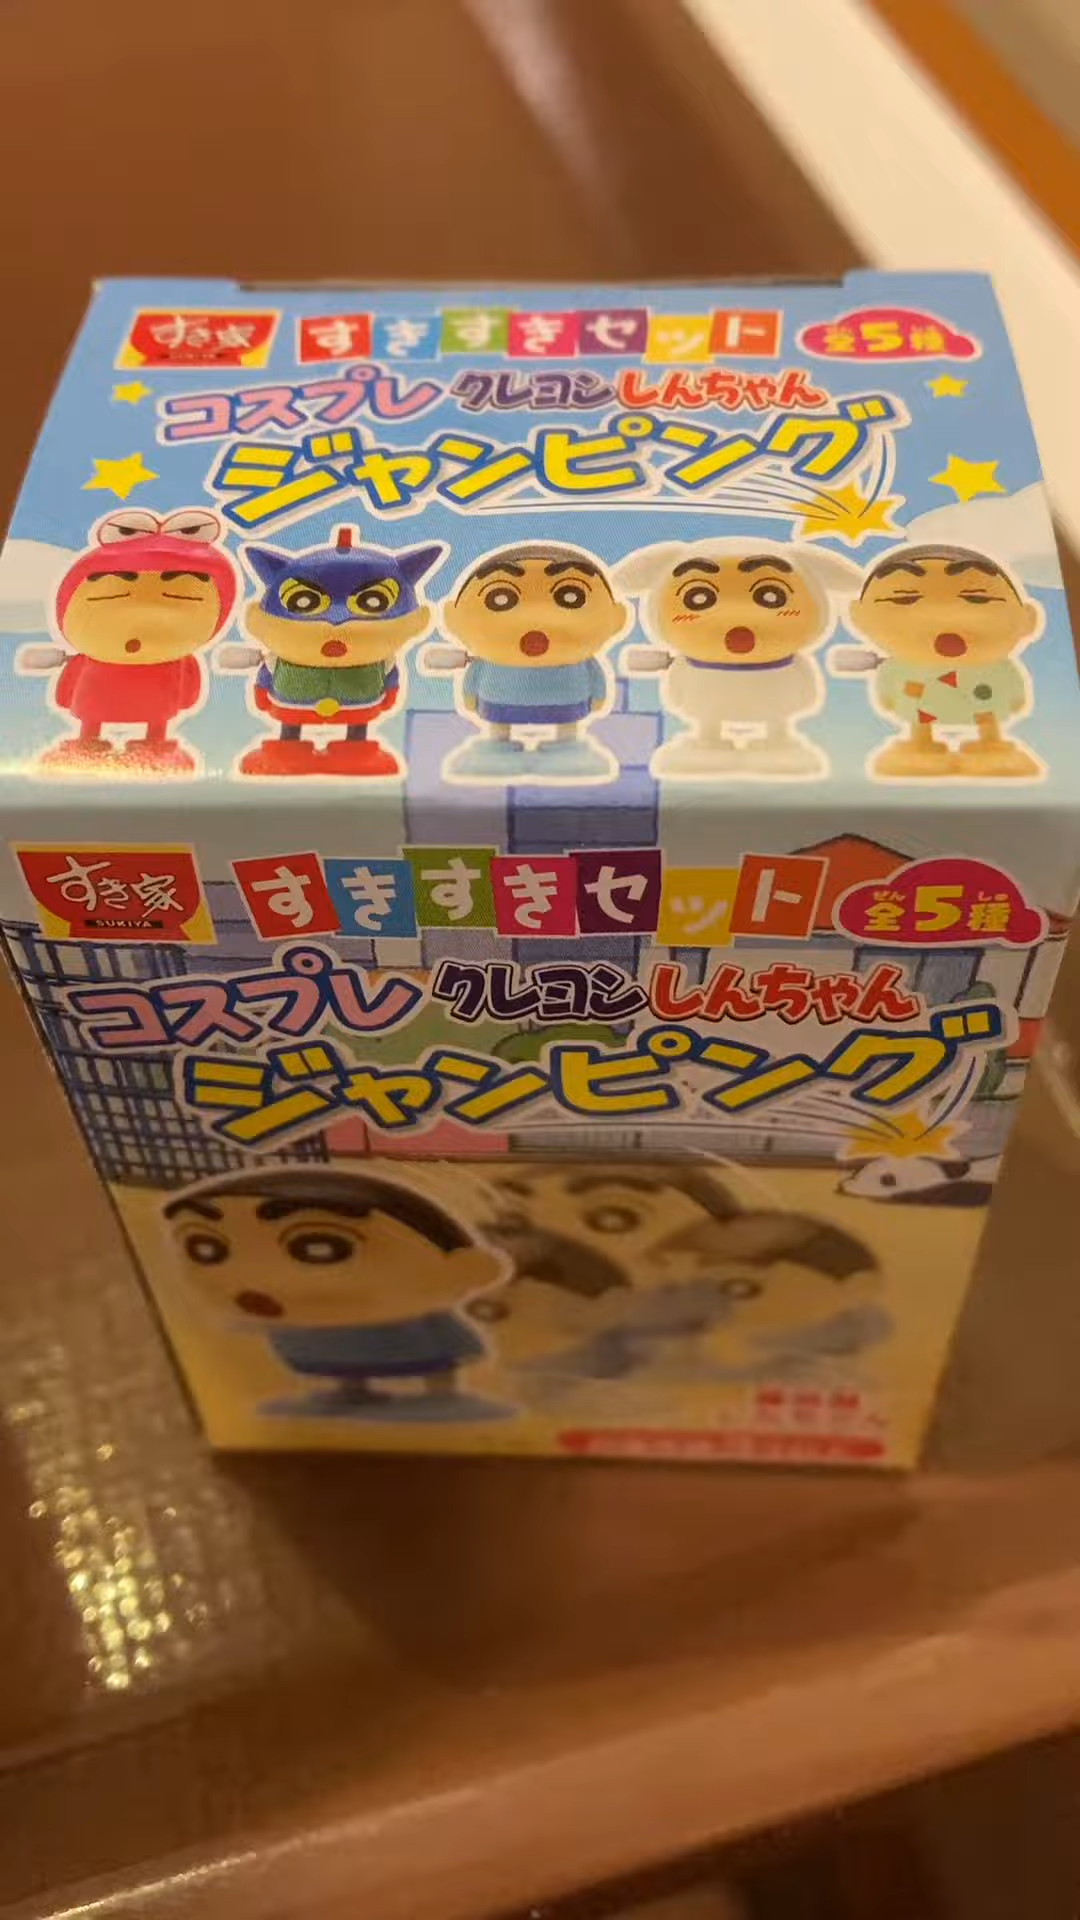 すき家 すきすきセット 全5種
コスプレ クレヨンしんちゃん
ジャンピング
すき家 すきすきセット ぜん しゅ
SUKIYA 全5種
コスプレ クレヨンしんちゃん
ジャンピング